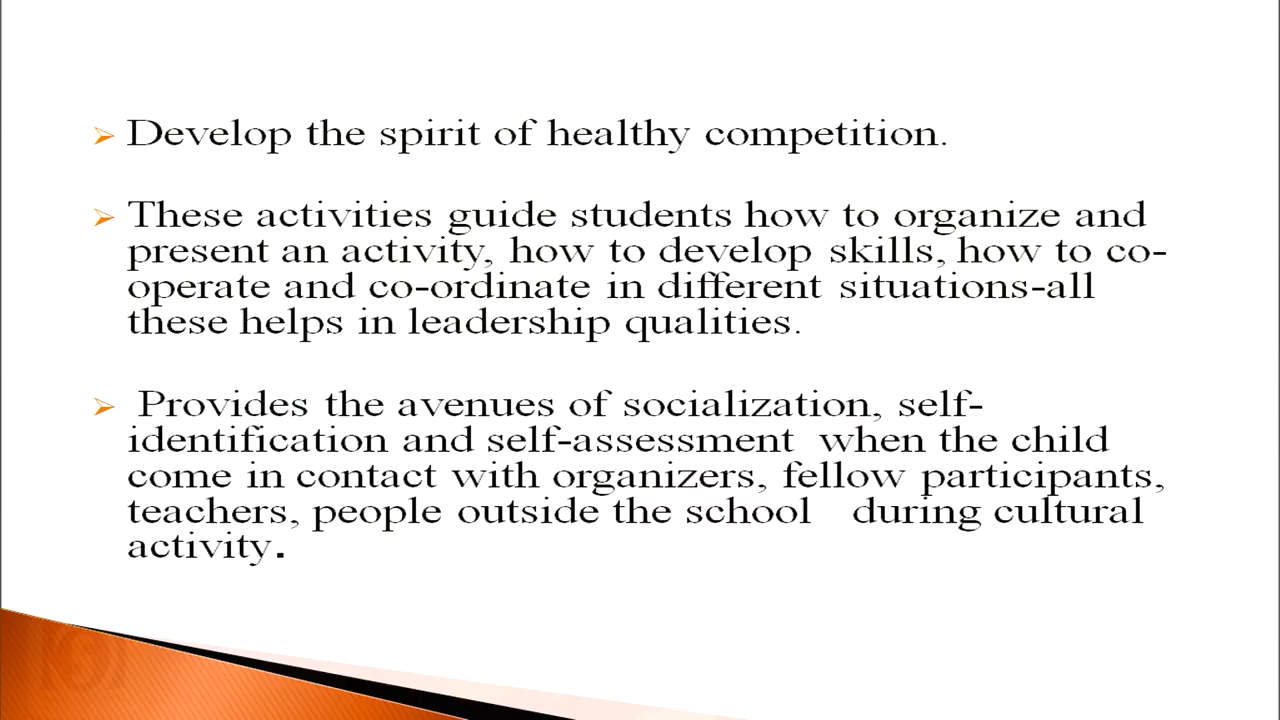 Develop the spirit of healthy competition.
These activities guide students how to organize and
present an activity, how to develop skills, how to co-
operate and co-ordinate in different situations-all
these helps in leadership qualities.
Provides the avenues of socialization, self-
identification and self-assessment when the child
come in contact with organizers, fellow participants,
teachers, people outside the school during cultural
activity.